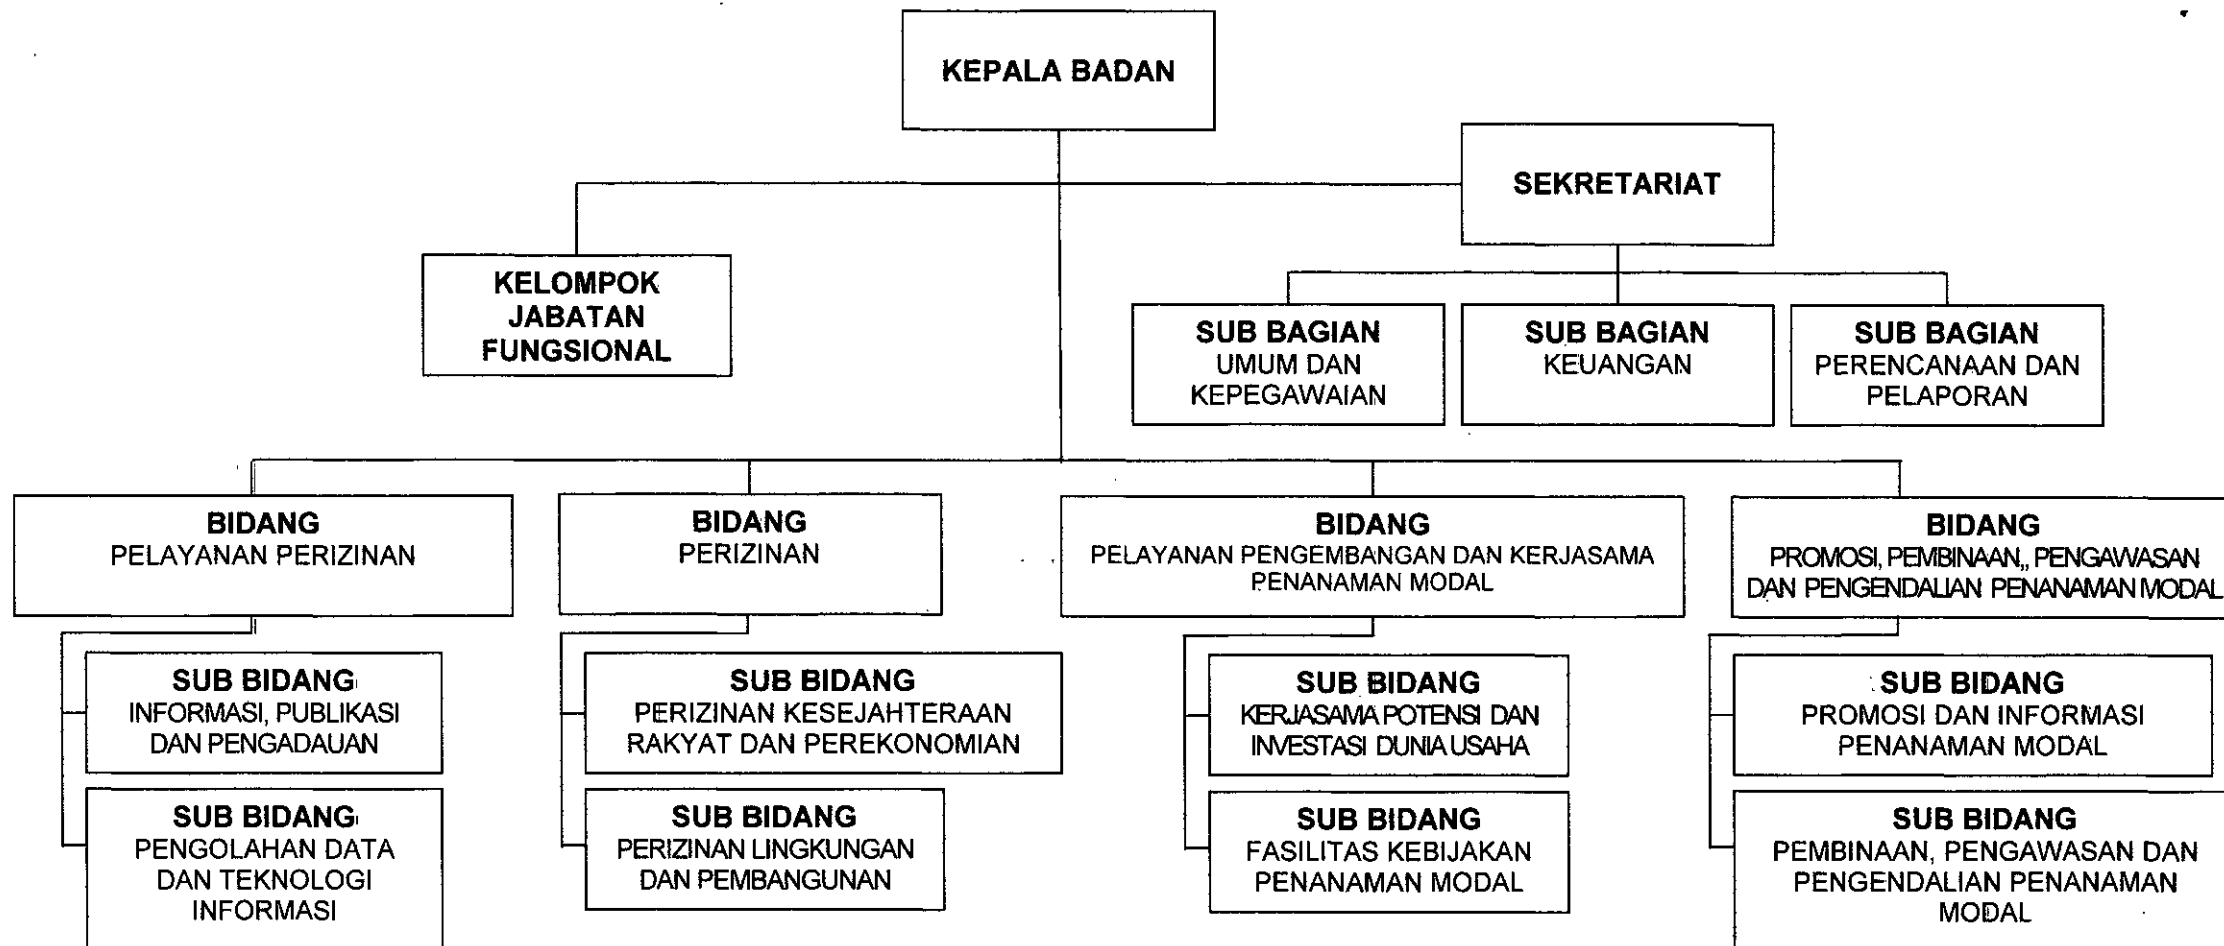 KEPALA BADAN
SEKRETARIAT
KELOMPOK
JABATAN
FUNGSIONAL
SUB BAGIAN
UMUM DAN
KEPEGAWAIAN
SUB BAGIAN
KEUANGAN
SUB BAGIAN
PERENCANAAN DAN
PELAPORAN
BIDANG
PELAYANAN PERIZINAN
BIDANG
PERIZINAN
BIDANG
PELAYANAN PENGEMBANGAN DAN KERJASAMA
PENANAMAN MODAL
BIDANG
PROMOSI, PEMBINAAN,, PENGAWASAN
DAN PENGENDALIAN PENANAMAN MODAL
SUB BIDANG
INFORMASI, PUBLIKASI
DAN PENGADAUAN
SUB BIDANG
PENGOLAHAN DATA
DAN TEKNOLOGI
INFORMASI
SUB BIDANG
PERIZINAN KESEJAHTERAAN
RAKYAT DAN PEREKONOMIAN
SUB BIDANG
PERIZINAN LINGKUNGAN
DAN PEMBANGUNAN
SUB BIDANG
KERJASAMA POTENSI DAN
INVESTASI DUNIA USAHA
SUB BIDANG
FASILITAS KEBIJAKAN
PENANAMAN MODAL
SUB BIDANG
PROMOSI DAN INFORMASI
PENANAMAN MODAL
SUB BIDANG
PEMBINAAN, PENGAWASAN DAN
PENGENDALIAN PENANAMAN
MODAL